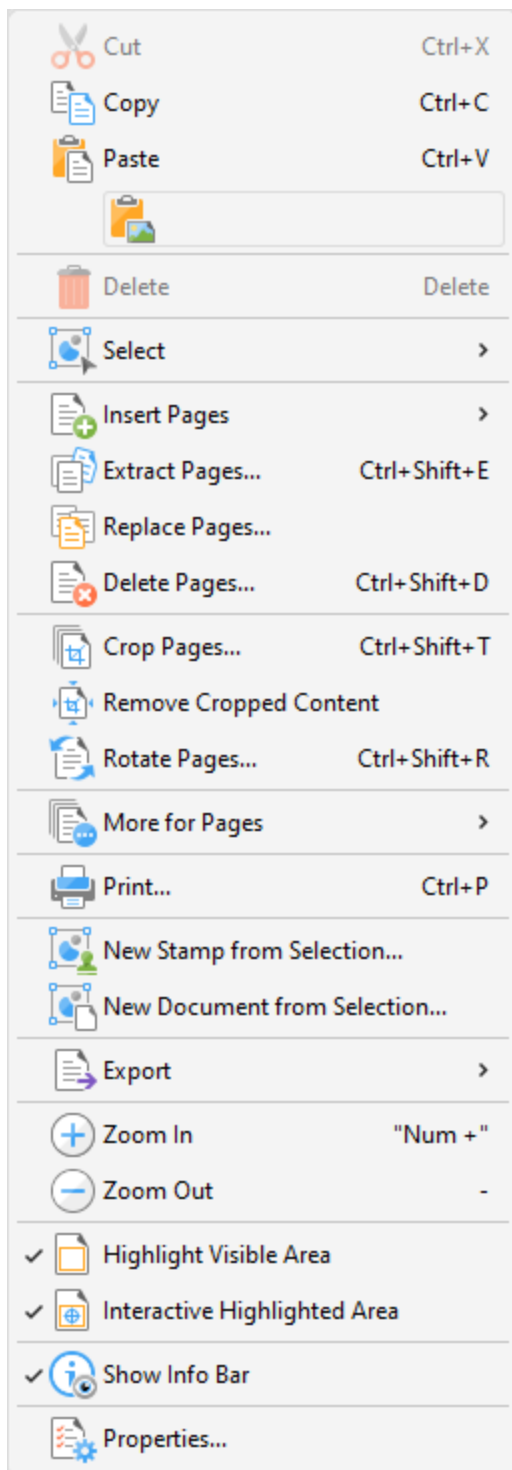 Cut Ctrl+X
Copy Ctrl+C
Paste Ctrl+V
Delete Delete
Select
Insert Pages
Extract Pages... Ctrl+Shift+E
Replace Pages...
Delete Pages... Ctrl+Shift+D
Crop Pages... Ctrl+Shift+T
Remove Cropped Content
Rotate Pages... Ctrl+Shift+R
More for Pages
Print... Ctrl+P
New Stamp from Selection...
New Document from Selection...
Export
Zoom In "Num +"
Zoom Out -
Highlight Visible Area
Interactive Highlighted Area
Show Info Bar
Properties...